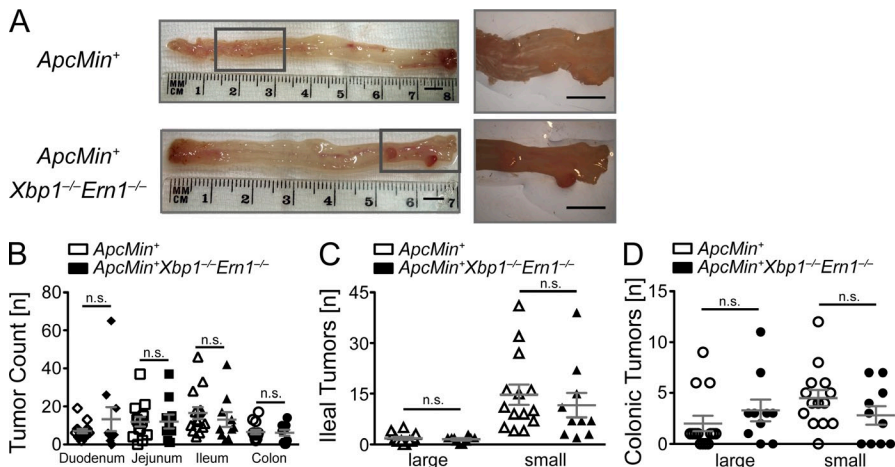 A
ApcMin⁺
MM
CM
1 2 3 4 5 6 7 8
ApcMin⁺
Xbp1⁻/⁻Ern1⁻/⁻
MM
CM
1 2 3 4 5 6 7
B
ApcMin⁺
ApcMin⁺Xbp1⁻/⁻Ern1⁻/⁻
Tumor Count [n]
80
60
40
20
0
n.s.
n.s.
n.s.
n.s.
Duodenum Jejunum Ileum Colon
C
ApcMin⁺
ApcMin⁺Xbp1⁻/⁻Ern1⁻/⁻
Ileal Tumors [n]
45
30
15
0
n.s.
n.s.
large small
D
ApcMin⁺
ApcMin⁺Xbp1⁻/⁻Ern1⁻/⁻
Colonic Tumors [n]
15
10
5
0
n.s.
n.s.
large small